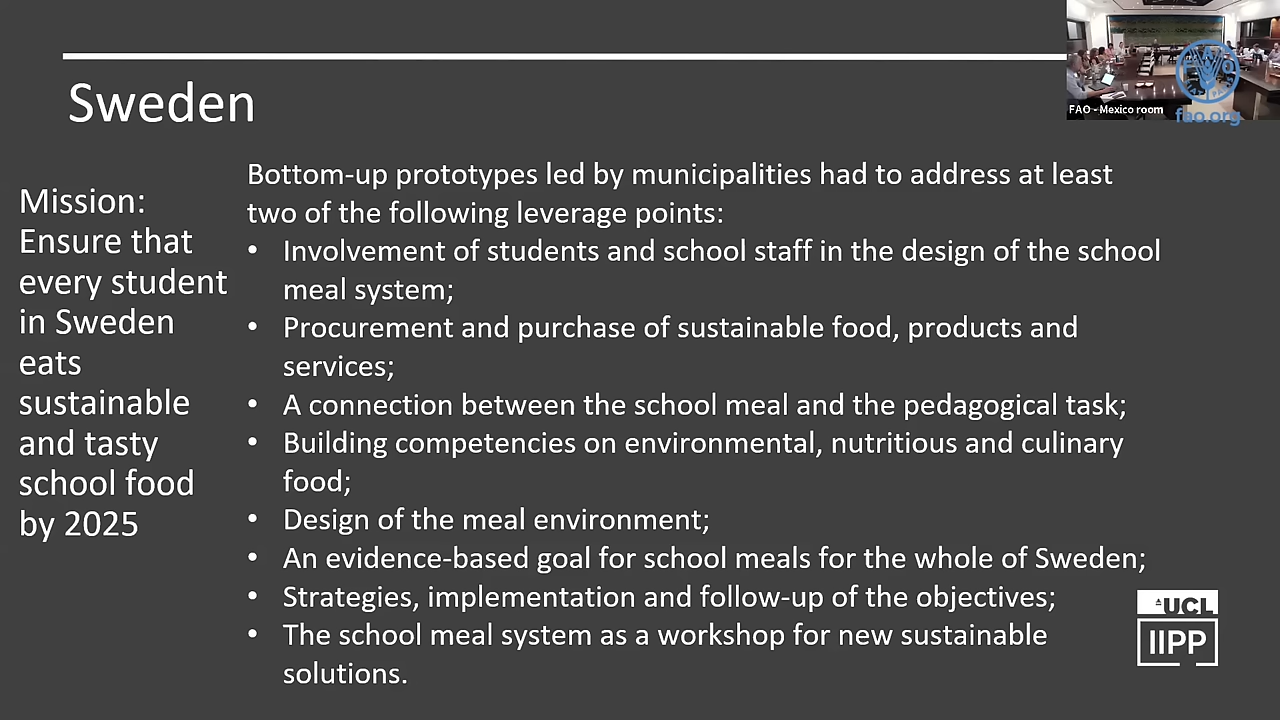 Sweden
Mission:
Ensure that
every student
in Sweden
eats
sustainable
and tasty
school food
by 2025
Bottom-up prototypes led by municipalities had to address at least
two of the following leverage points:
• Involvement of students and school staff in the design of the school
meal system;
• Procurement and purchase of sustainable food, products and
services;
• A connection between the school meal and the pedagogical task;
• Building competencies on environmental, nutritious and culinary
food;
• Design of the meal environment;
• An evidence-based goal for school meals for the whole of Sweden;
• Strategies, implementation and follow-up of the objectives;
• The school meal system as a workshop for new sustainable
solutions.
FAO - Mexico room
FAO
fao.org
UCL
IIPP